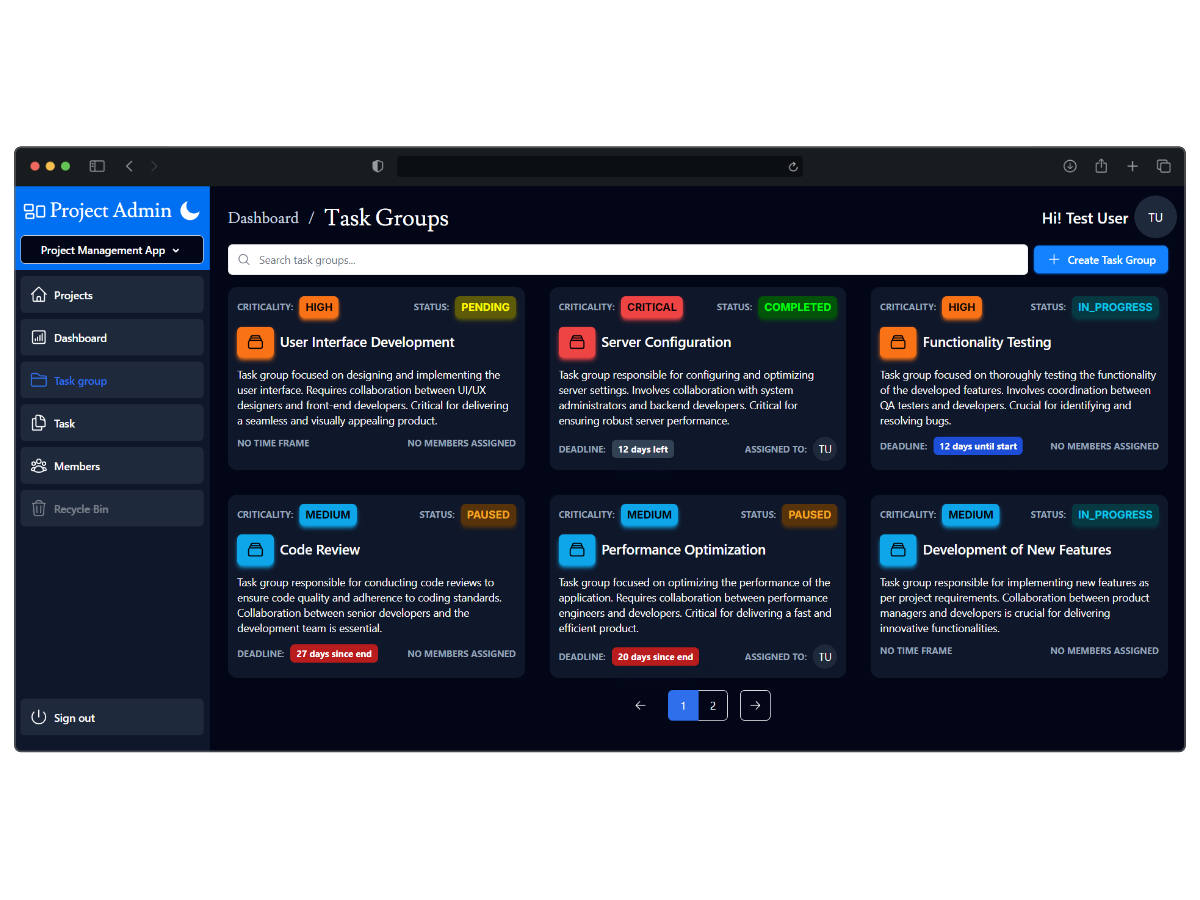 Project Admin
Project Management App
Projects
Dashboard
Task group
Task
Members
Recycle Bin
Sign out
Dashboard / Task Groups
Hi! Test User TU
Search task groups...
Create Task Group
CRITICALITY: HIGH STATUS: PENDING
User Interface Development
Task group focused on designing and implementing the
user interface. Requires collaboration between UI/UX
designers and front-end developers. Critical for delivering
a seamless and visually appealing product.
NO TIME FRAME NO MEMBERS ASSIGNED
CRITICALITY: CRITICAL STATUS: COMPLETED
Server Configuration
Task group responsible for configuring and optimizing
server settings. Involves collaboration with system
administrators and backend developers. Critical for
ensuring robust server performance.
DEADLINE: 12 days left ASSIGNED TO: TU
CRITICALITY: HIGH STATUS: IN_PROGRESS
Functionality Testing
Task group focused on thoroughly testing the functionality
of the developed features. Involves coordination between
QA testers and developers. Crucial for identifying and
resolving bugs.
DEADLINE: 12 days until start NO MEMBERS ASSIGNED
CRITICALITY: MEDIUM STATUS: PAUSED
Code Review
Task group responsible for conducting code reviews to
ensure code quality and adherence to coding standards.
Collaboration between senior developers and the
development team is essential.
DEADLINE: 27 days since end NO MEMBERS ASSIGNED
CRITICALITY: MEDIUM STATUS: PAUSED
Performance Optimization
Task group focused on optimizing the performance of the
application. Requires collaboration between performance
engineers and developers. Critical for delivering a fast and
efficient product.
DEADLINE: 20 days since end ASSIGNED TO: TU
CRITICALITY: MEDIUM STATUS: IN_PROGRESS
Development of New Features
Task group responsible for implementing new features as
per project requirements. Collaboration between product
managers and developers is crucial for delivering
innovative functionalities.
NO TIME FRAME NO MEMBERS ASSIGNED
1 2